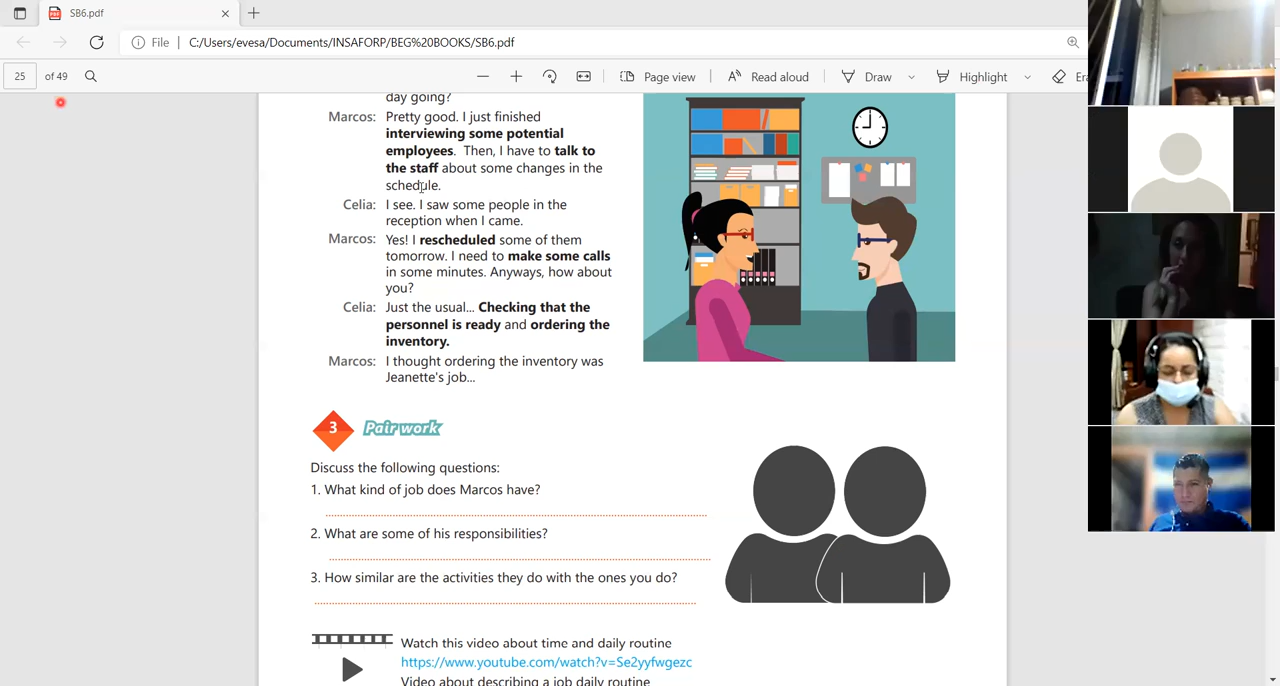 SB6.pdf
File | C:/Users/evesa/Documents/INSAFORP/BEG%20BOOKS/SB6.pdf
25 of 49 Page view Read aloud Draw Highlight
day going?
Marcos: Pretty good. I just finished
interviewing some potential
employees. Then, I have to talk to
the staff about some changes in the
schedule.
Celia: I see. I saw some people in the
reception when I came.
Marcos: Yes! I rescheduled some of them
tomorrow. I need to make some calls
in some minutes. Anyways, how about
you?
Celia: Just the usual... Checking that the
personnel is ready and ordering the
inventory.
Marcos: I thought ordering the inventory was
Jeanette's job...
3 Pair work
Discuss the following questions:
1. What kind of job does Marcos have?
2. What are some of his responsibilities?
3. How similar are the activities they do with the ones you do?
Watch this video about time and daily routine
https://www.youtube.com/watch?v=Se2yyfwgezc
Video about describing a job daily routine